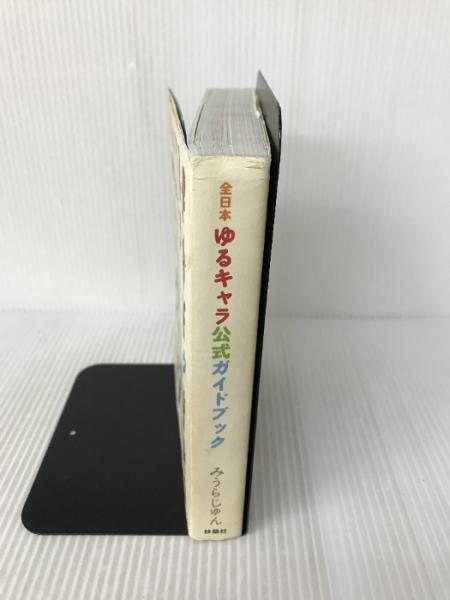 全日本
ゆるキャラ公式ガイドブック
みうらじゅん
扶桑社